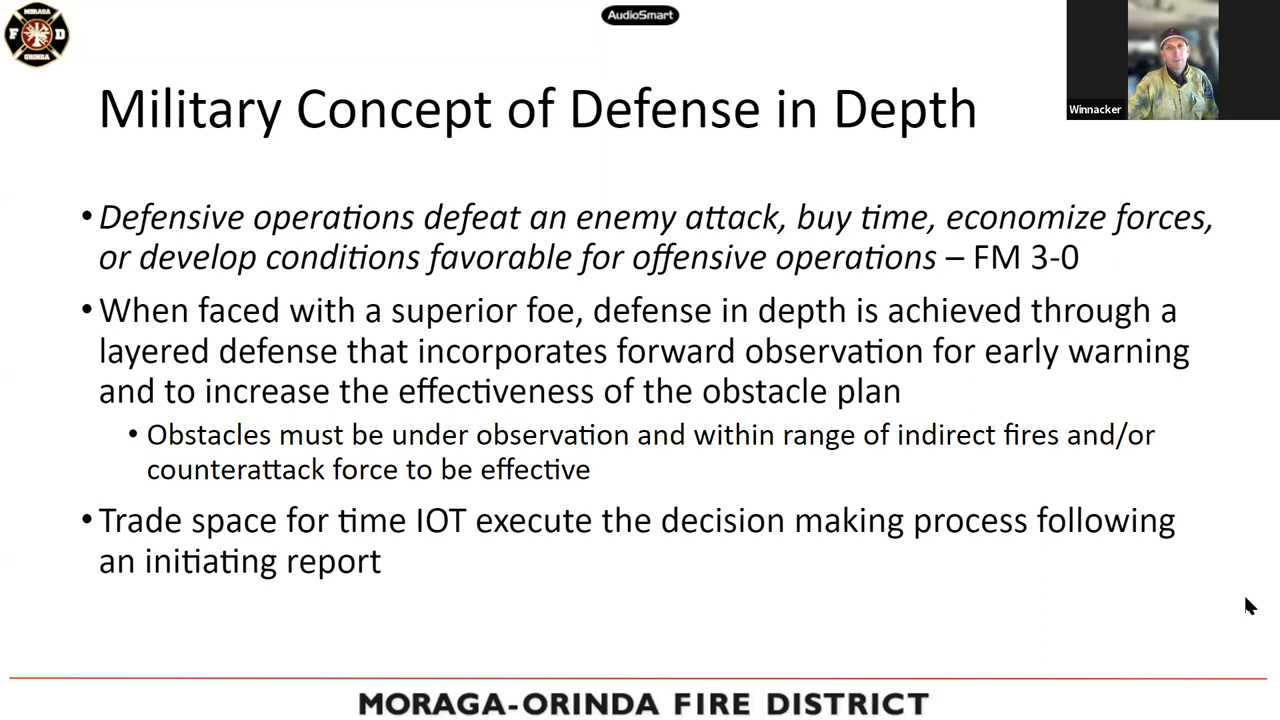 AudioSmart
MORAGA
F D
ORINDA
Winnacker
Military Concept of Defense in Depth
• Defensive operations defeat an enemy attack, buy time, economize forces,
or develop conditions favorable for offensive operations – FM 3-0
• When faced with a superior foe, defense in depth is achieved through a
layered defense that incorporates forward observation for early warning
and to increase the effectiveness of the obstacle plan
• Obstacles must be under observation and within range of indirect fires and/or
counterattack force to be effective
• Trade space for time IOT execute the decision making process following
an initiating report
MORAGA-ORINDA FIRE DISTRICT